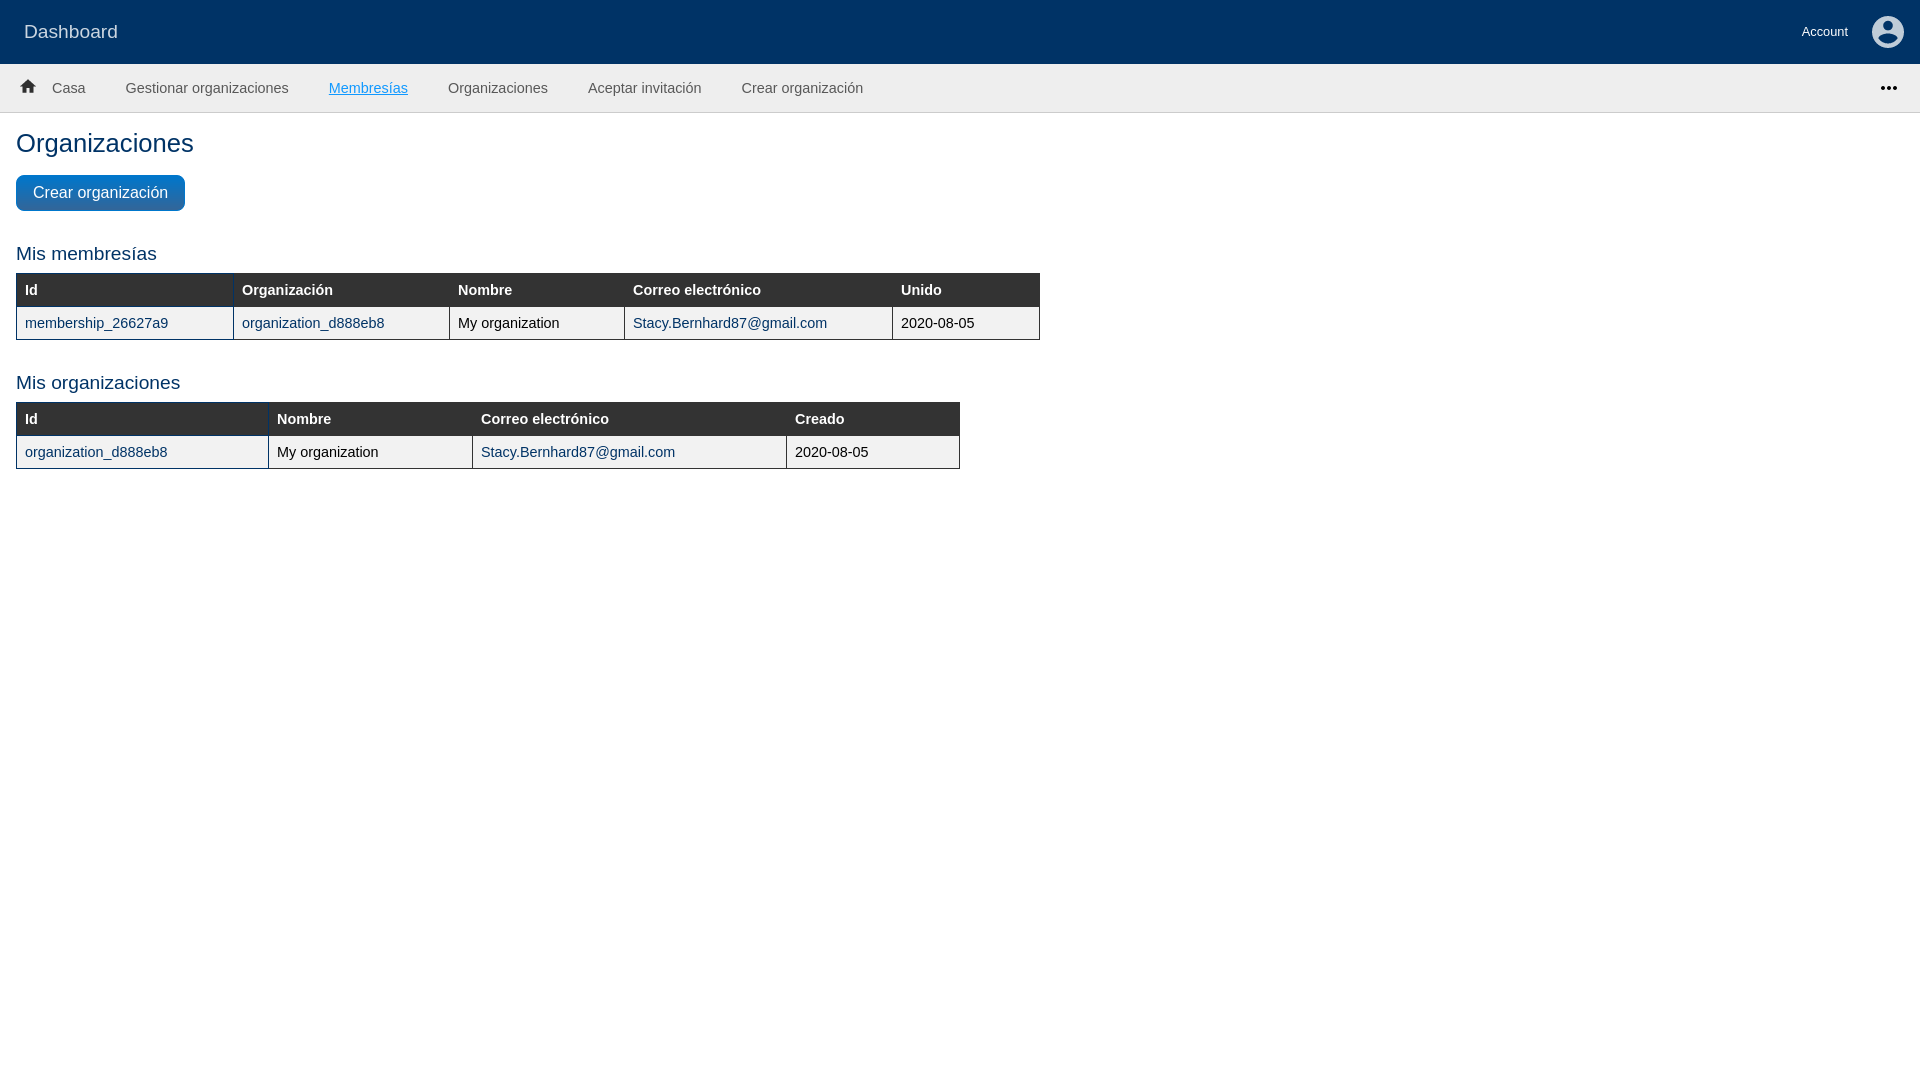 Dashboard
Account
Casa Gestionar organizaciones Membresías Organizaciones Aceptar invitación Crear organización
Organizaciones
Crear organización
Mis membresías
Id Organización Nombre Correo electrónico Unido
membership_26627a9 organization_d888eb8 My organization Stacy.Bernhard87@gmail.com 2020-08-05
Mis organizaciones
Id Nombre Correo electrónico Creado
organization_d888eb8 My organization Stacy.Bernhard87@gmail.com 2020-08-05